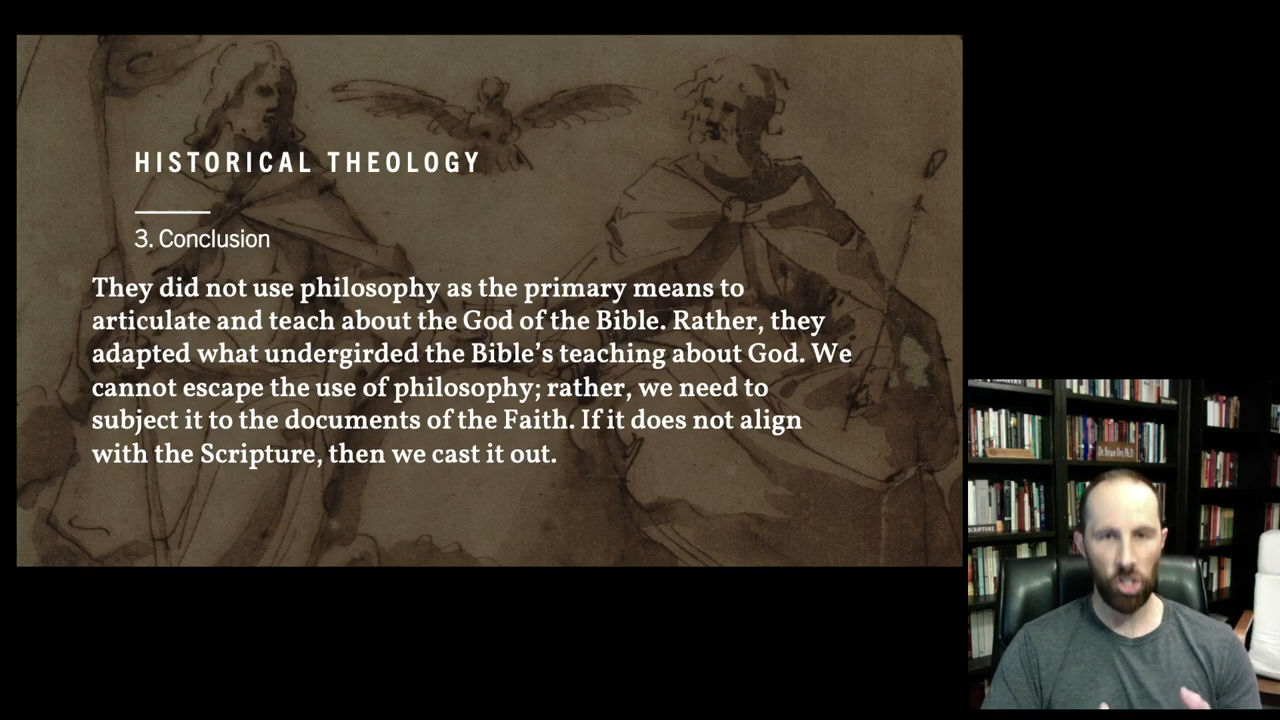 HISTORICAL THEOLOGY
3. Conclusion
They did not use philosophy as the primary means to
articulate and teach about the God of the Bible. Rather, they
adapted what undergirded the Bible’s teaching about God. We
cannot escape the use of philosophy; rather, we need to
subject it to the documents of the Faith. If it does not align
with the Scripture, then we cast it out.
SCRIPTURE